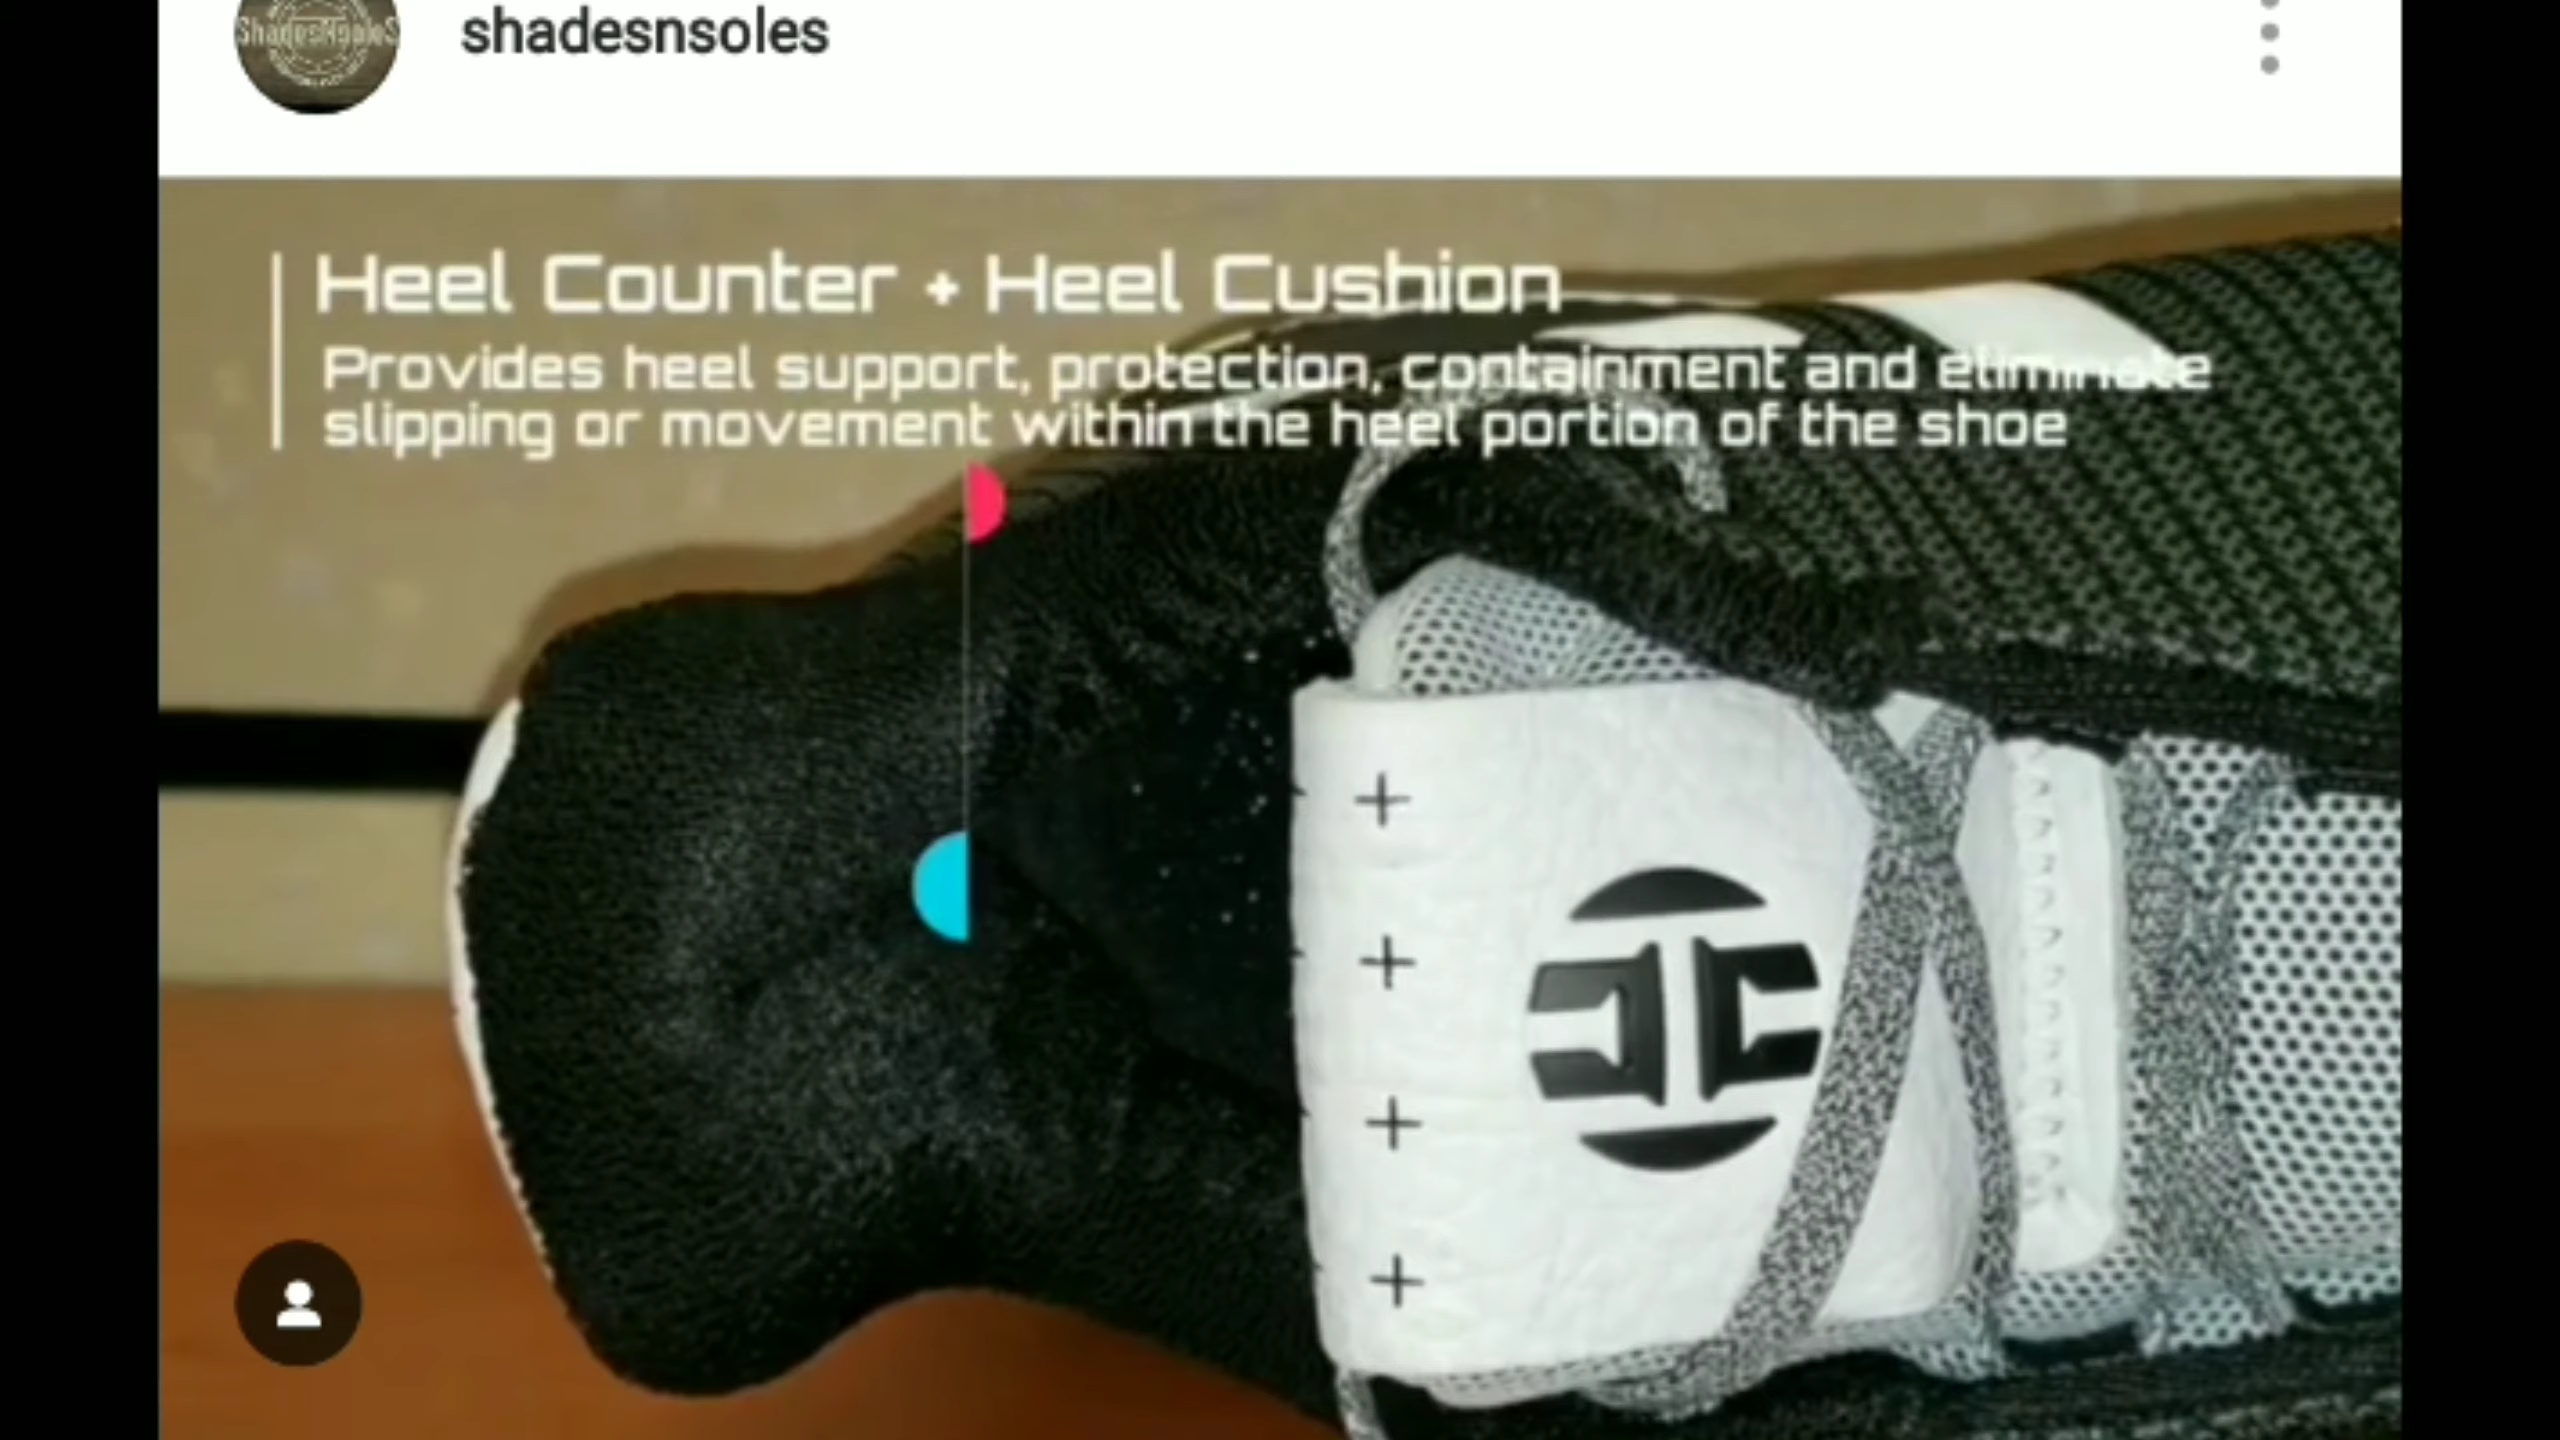 ShadesNsoleS
shadesnsoles
Heel Counter + Heel Cushion
Provides heel support, protection, containment and eliminate
slipping or movement within the heel portion of the shoe